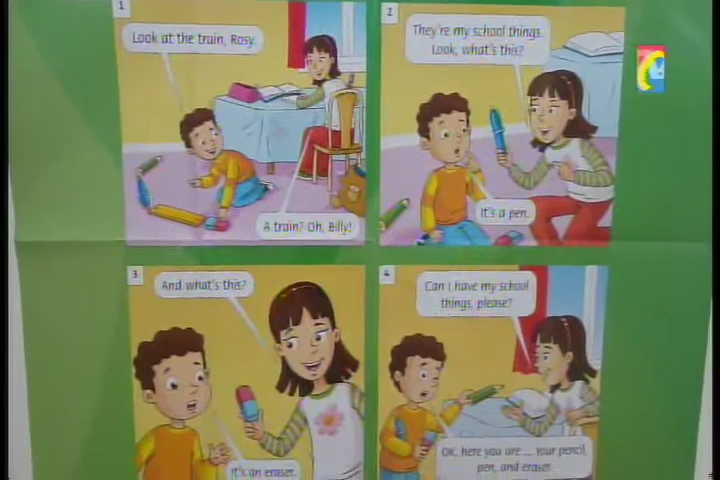 1
Look at the train, Rosy.
A train? Oh, Billy!
2
They're my school things.
Look, what's this?
It's a pen.
3
And what's this?
It's an eraser.
4
Can I have my school
things, please?
OK, here you are ... Your pencil,
pen, and eraser.